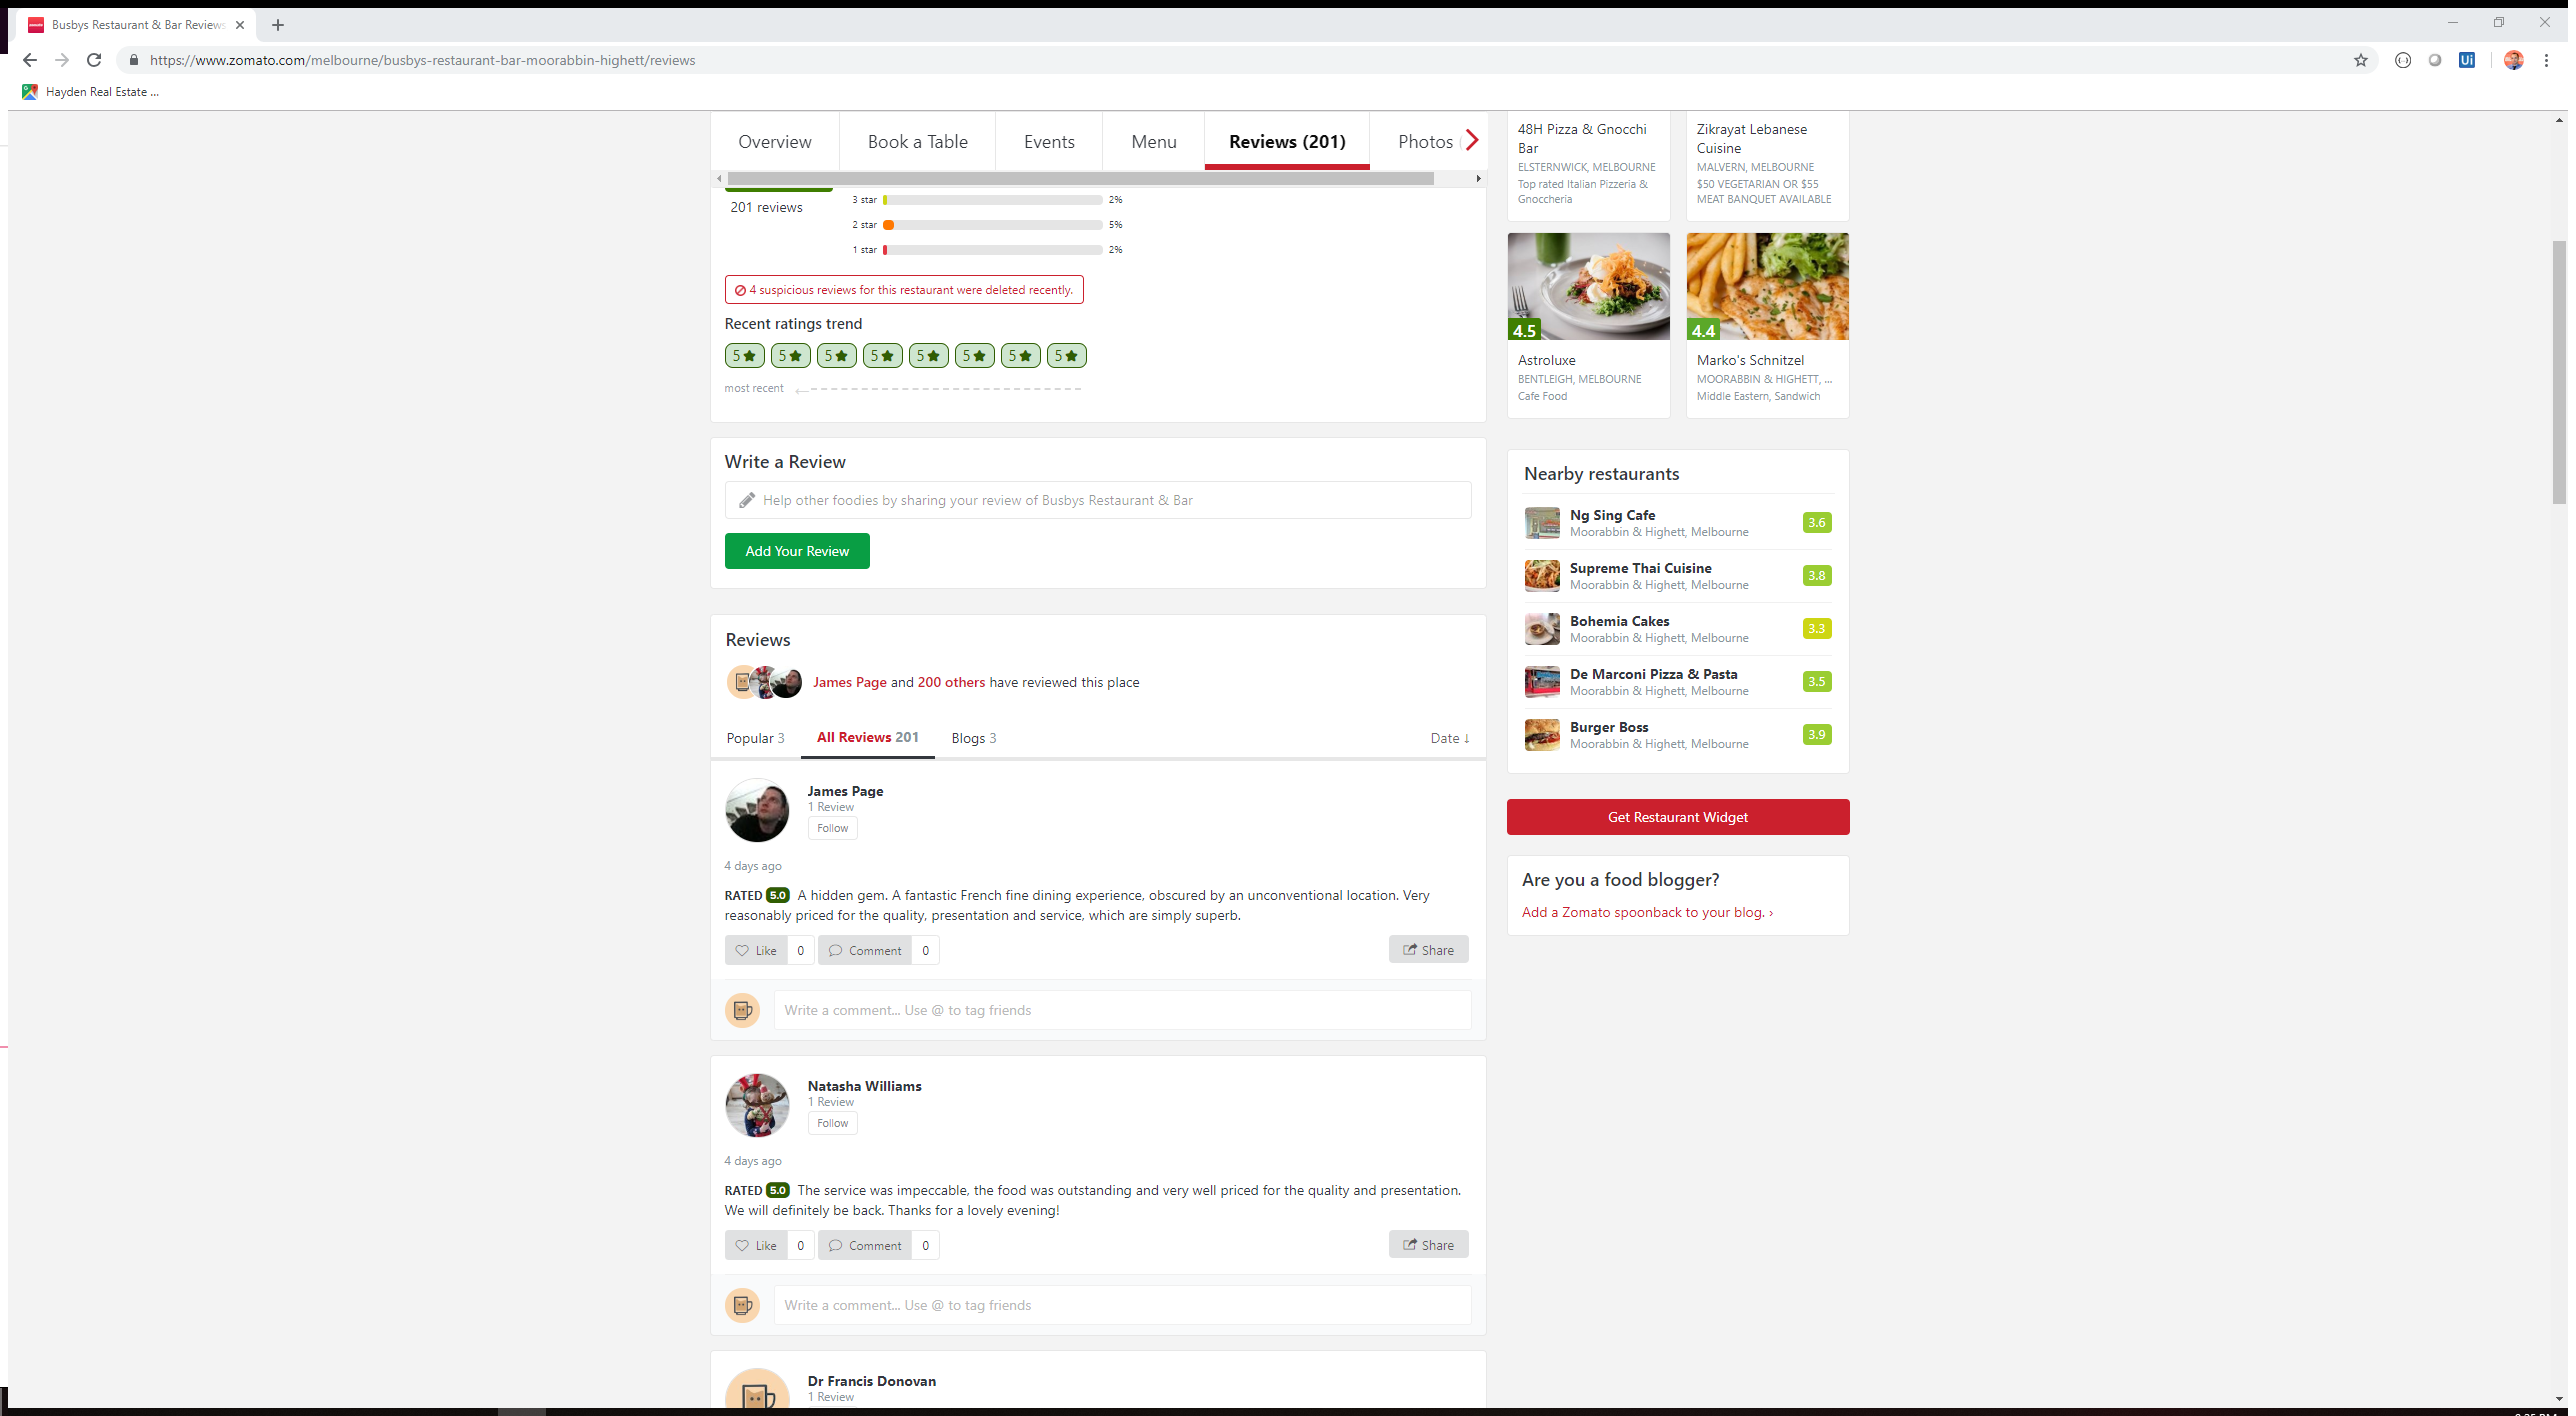 Busbys Restaurant & Bar Reviews
https://www.zomato.com/melbourne/busbys-restaurant-bar-moorabbin-highett/reviews
Ui
Hayden Real Estate ...
Overview
Book a Table
Events
Menu
Reviews (201)
Photos
201 reviews
3 star 2%
2 star 5%
1 star 2%
4 suspicious reviews for this restaurant were deleted recently.
Recent ratings trend
5 5 5 5 5 5 5 5
most recent
Write a Review
Help other foodies by sharing your review of Busbys Restaurant & Bar
Add Your Review
Reviews
James Page and 200 others have reviewed this place
Popular 3
All Reviews 201
Blogs 3
Date ↓
James Page
1 Review
Follow
4 days ago
RATED 5.0 A hidden gem. A fantastic French fine dining experience, obscured by an unconventional location. Very
reasonably priced for the quality, presentation and service, which are simply superb.
Like 0 Comment 0 Share
Write a comment... Use @ to tag friends
Natasha Williams
1 Review
Follow
4 days ago
RATED 5.0 The service was impeccable, the food was outstanding and very well priced for the quality and presentation.
We will definitely be back. Thanks for a lovely evening!
Like 0 Comment 0 Share
Write a comment... Use @ to tag friends
Dr Francis Donovan
1 Review
48H Pizza & Gnocchi
Bar
ELSTERNWICK, MELBOURNE
Top rated Italian Pizzeria &
Gnoccheria
Zikrayat Lebanese
Cuisine
MALVERN, MELBOURNE
$50 VEGETARIAN OR $55
MEAT BANQUET AVAILABLE
4.5
Astroluxe
BENTLEIGH, MELBOURNE
Cafe Food
4.4
Marko's Schnitzel
MOORABBIN & HIGHETT, ...
Middle Eastern, Sandwich
Nearby restaurants
Ng Sing Cafe
Moorabbin & Highett, Melbourne
3.6
Supreme Thai Cuisine
Moorabbin & Highett, Melbourne
3.8
Bohemia Cakes
Moorabbin & Highett, Melbourne
3.3
De Marconi Pizza & Pasta
Moorabbin & Highett, Melbourne
3.5
Burger Boss
Moorabbin & Highett, Melbourne
3.9
Get Restaurant Widget
Are you a food blogger?
Add a Zomato spoonback to your blog. ›